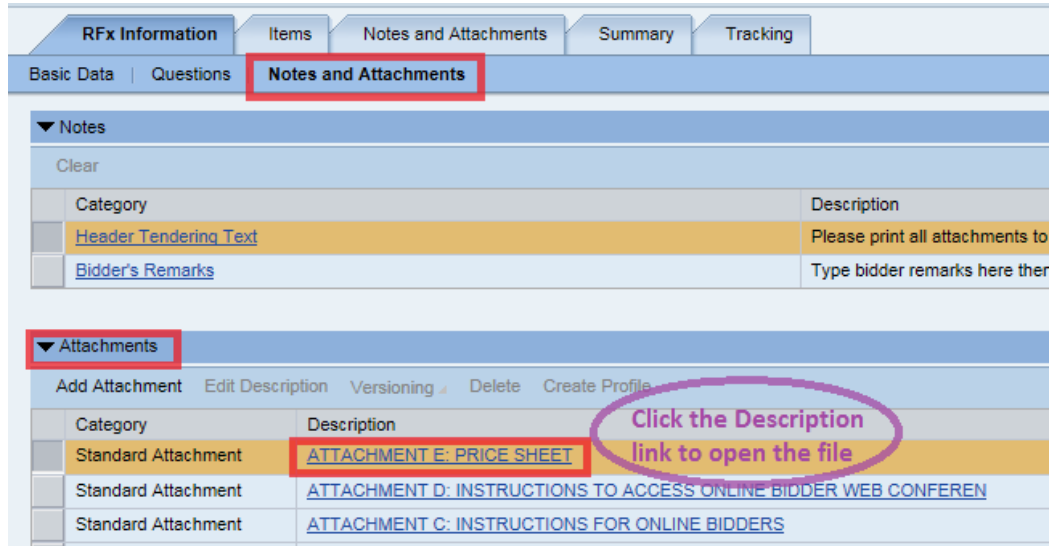 RFx Information Items Notes and Attachments Summary Tracking
Basic Data | Questions Notes and Attachments
Notes
Clear
Category Description
Header Tendering Text Please print all attachments to
Bidder's Remarks Type bidder remarks here then
Attachments
Add Attachment Edit Description Versioning Delete Create Profile
Category Description
Standard Attachment ATTACHMENT E: PRICE SHEET
Click the Description
link to open the file
Standard Attachment ATTACHMENT D: INSTRUCTIONS TO ACCESS ONLINE BIDDER WEB CONFEREN
Standard Attachment ATTACHMENT C: INSTRUCTIONS FOR ONLINE BIDDERS